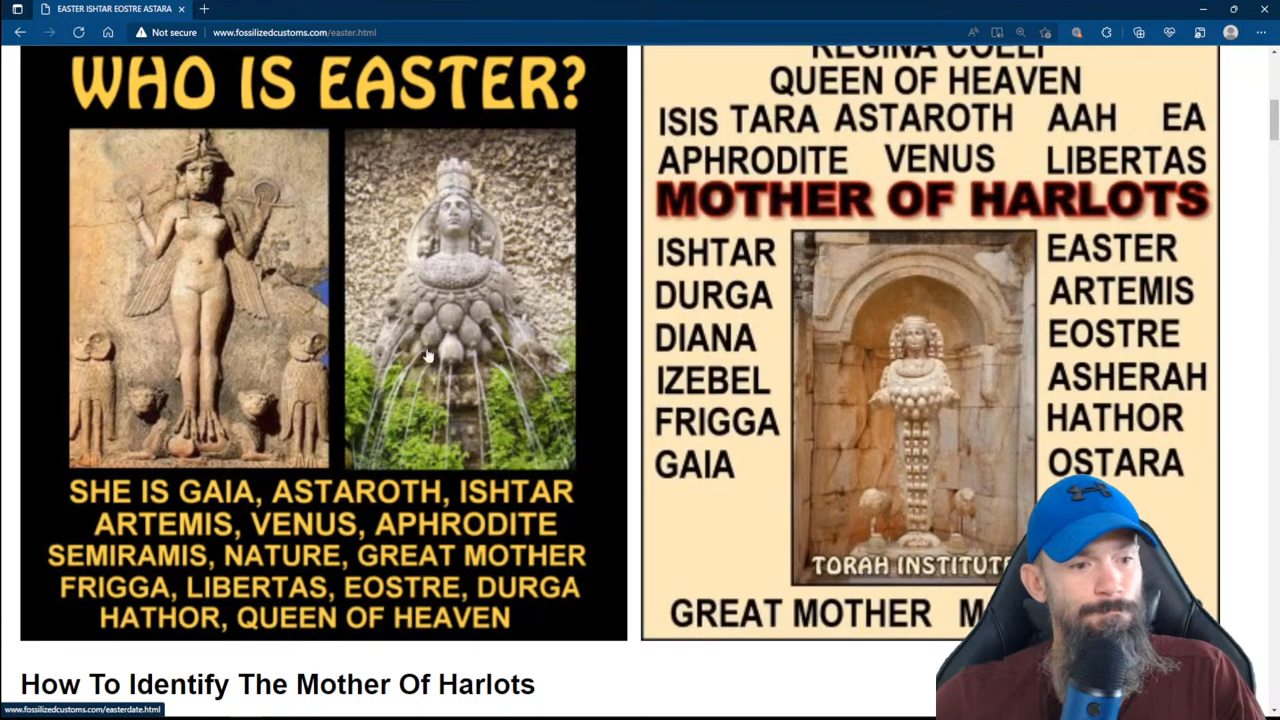 EASTER ISHTAR EOSTRE ASTARA
Not secure
www.fossilizedcustoms.com/easter.html
WHO IS EASTER?
SHE IS GAIA, ASTAROTH, ISHTAR
ARTEMIS, VENUS, APHRODITE
SEMIRAMIS, NATURE, GREAT MOTHER
FRIGGA, LIBERTAS, EOSTRE, DURGA
HATHOR, QUEEN OF HEAVEN
REGINA COELI
QUEEN OF HEAVEN
ISIS TARA ASTAROTH AAH EA
APHRODITE VENUS LIBERTAS
MOTHER OF HARLOTS
ISHTAR
DURGA
DIANA
IZEBEL
FRIGGA
GAIA
EASTER
ARTEMIS
EOSTRE
ASHERAH
HATHOR
OSTARA
TORAH INSTITUTE
GREAT MOTHER
How To Identify The Mother Of Harlots
www.fossilizedcustoms.com/easterdate.html